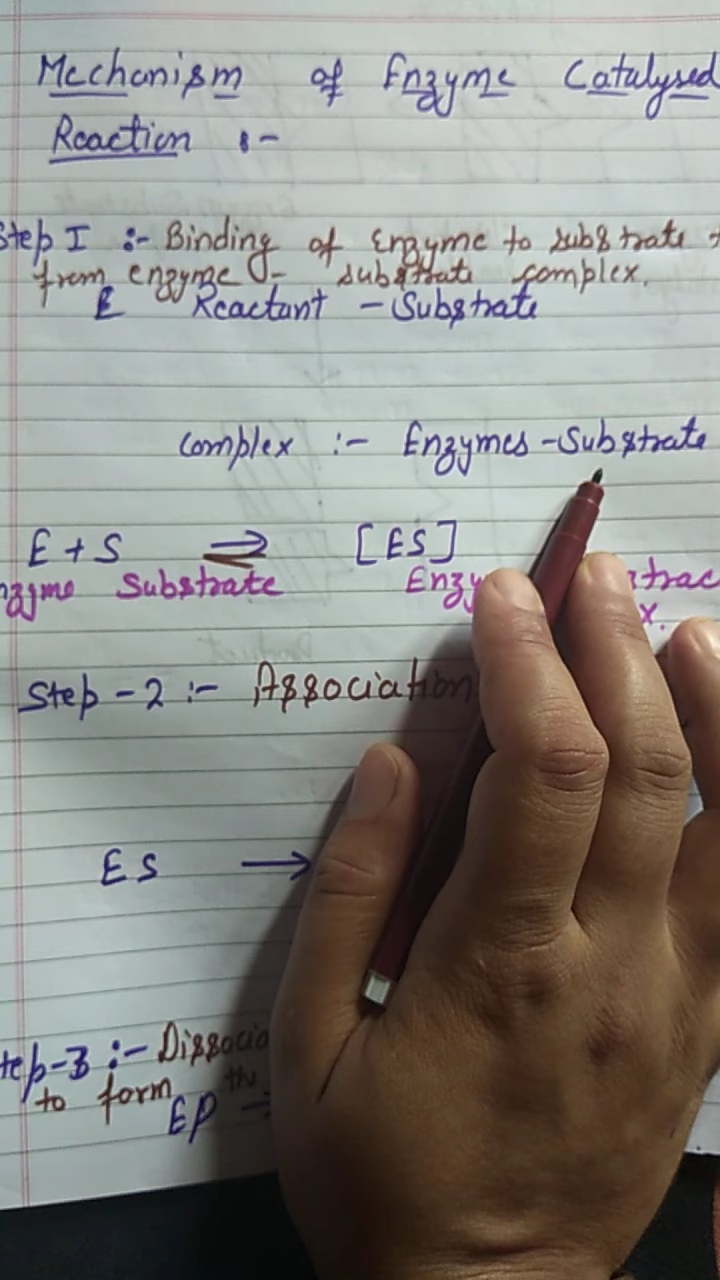 Mechanism of Enzyme Catalysed
Reaction :-
Step I :- Binding of Enzyme to substrate
from enzyme - substrate complex.
E Reactant - Substrate
Complex :- Enzymes - Substrate
E + S ⇒ [ES]
Substrate
Step - 2 :- Association
ES →
Step-3 :-
to form
EP →